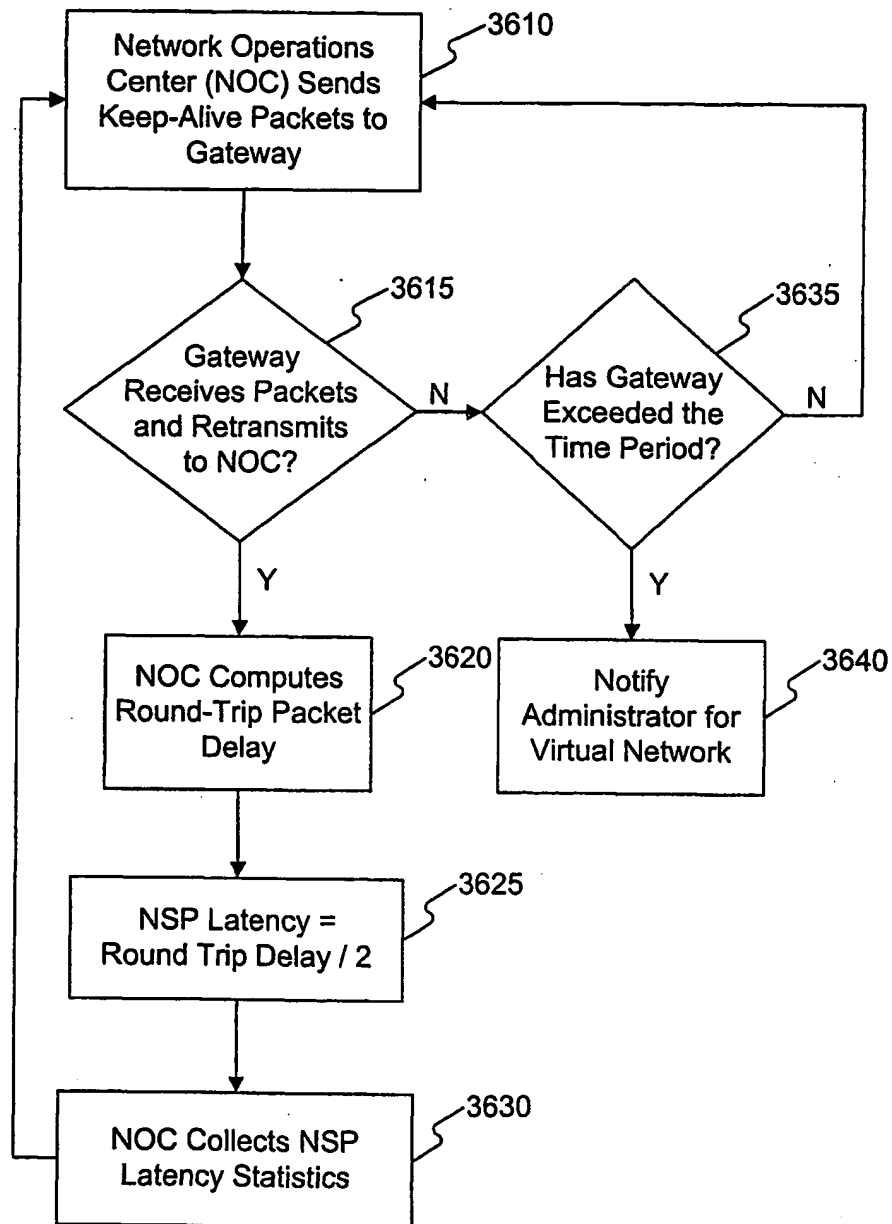 Network Operations
Center (NOC) Sends
Keep-Alive Packets to
Gateway
3610
Gateway
Receives Packets
and Retransmits
to NOC?
3615
N
Has Gateway
Exceeded the
Time Period?
3635
N
Y
Y
NOC Computes
Round-Trip Packet
Delay
3620
Notify
Administrator for
Virtual Network
3640
NSP Latency =
Round Trip Delay / 2
3625
NOC Collects NSP
Latency Statistics
3630